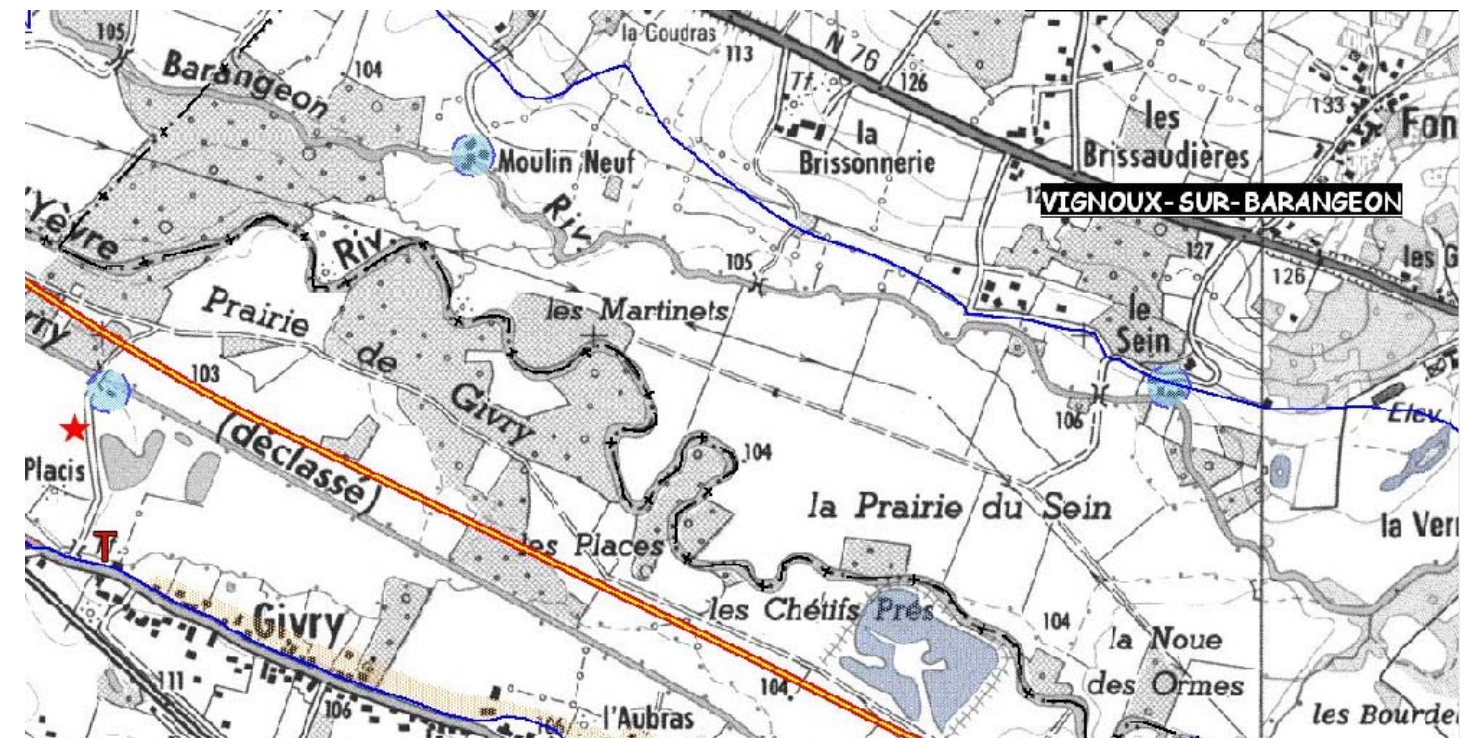 105
la Coudras
113
N 76
126
Barangeon
104
Tf
133
Fon
la
Brissonnerie
les
Brissaudières
Moulin Neuf
VIGNOUX-SUR-BARANGEON
Yèvre
Riv.
Riv
127
126
les G
105
Prairie
de
Givry
les Martinets
le
Sein
103
106
Elev
(déclassé)
104
Placis
la Prairie du Sein
la Ver
T
les Places
les Chétifs Prés
104
la Noue
des Ormes
Givry
111
106
104
les Bourde
106
l'Aubras